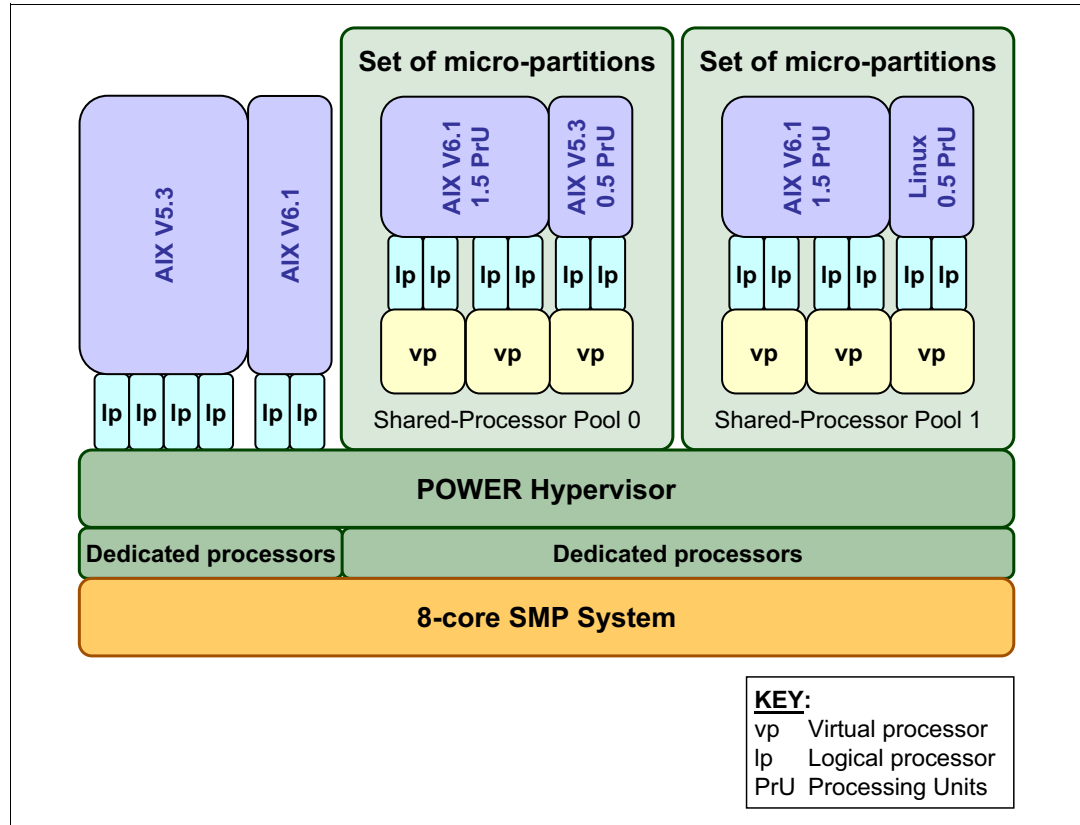 Set of micro-partitions
Set of micro-partitions
AIX V5.3
AIX V6.1
AIX V6.1
1.5 PrU
AIX V5.3
0.5 PrU
AIX V6.1
1.5 PrU
Linux
0.5 PrU
lp lp lp lp lp lp
lp lp lp lp lp lp
vp vp vp
vp vp vp
Shared-Processor Pool 0
Shared-Processor Pool 1
lp lp lp lp lp lp
POWER Hypervisor
Dedicated processors
Dedicated processors
8-core SMP System
KEY:
vp Virtual processor
lp Logical processor
PrU Processing Units